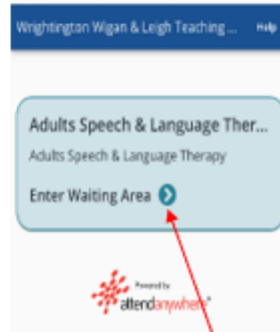 Wrightington Wigan & Leigh Teaching ... Help
Adults Speech & Language Ther...
Adults Speech & Language Therapy
Enter Waiting Area
Powered by
attendanywhere